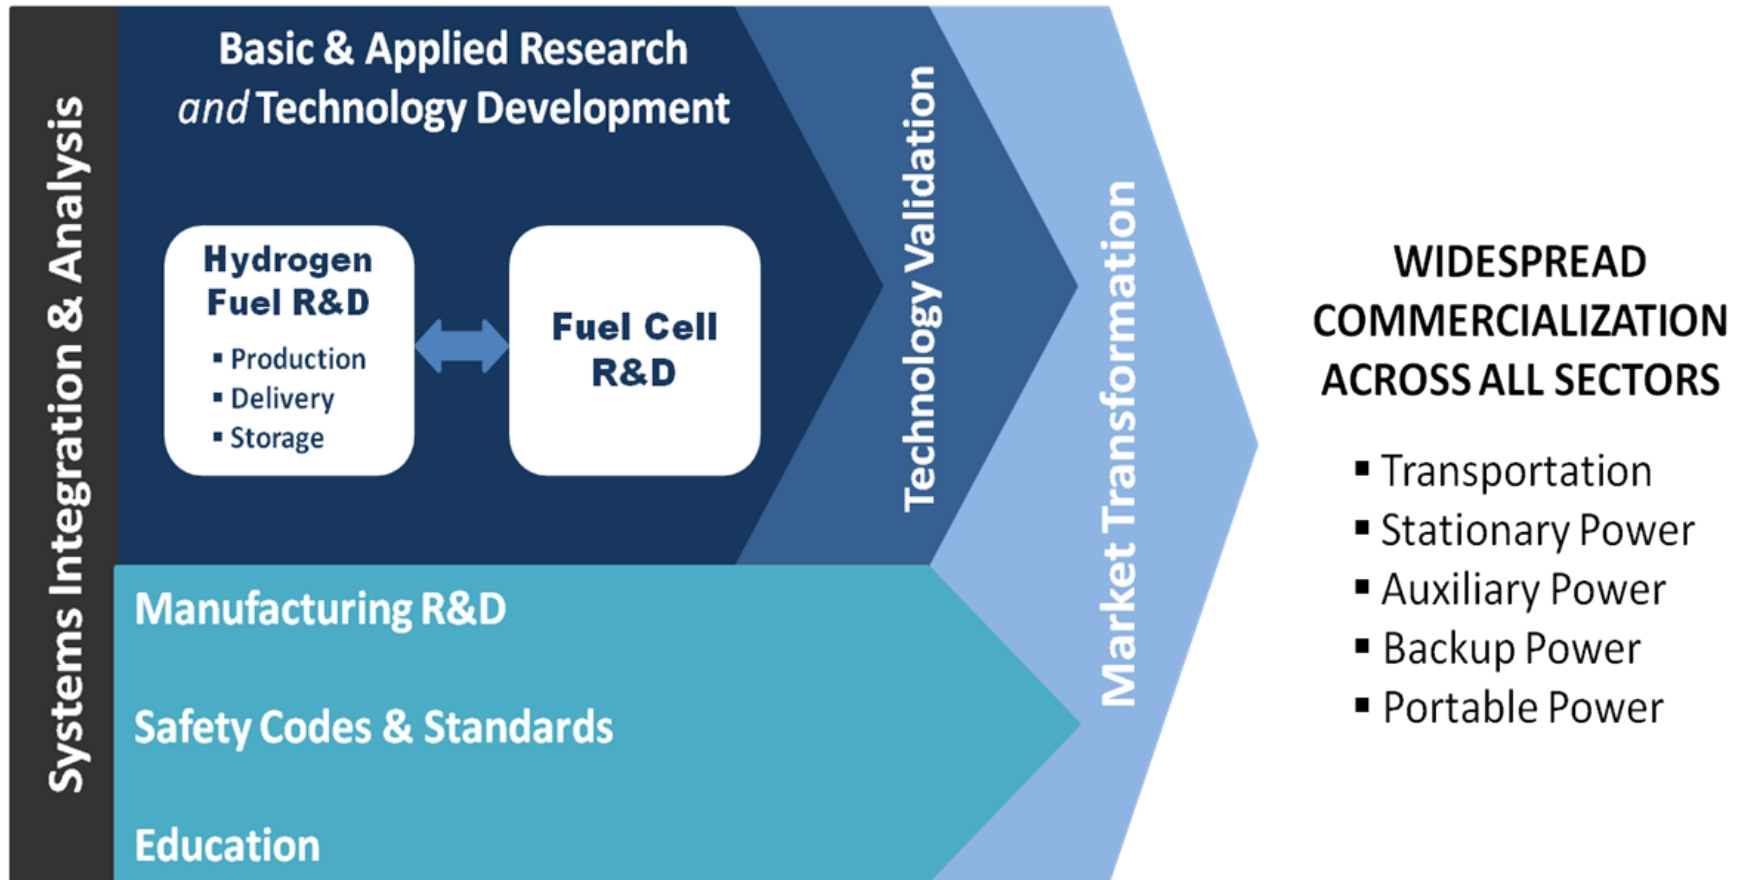 Systems Integration & Analysis
Basic & Applied Research
and Technology Development
Hydrogen
Fuel R&D
▪ Production
▪ Delivery
▪ Storage
Fuel Cell
R&D
Technology Validation
Market Transformation
Manufacturing R&D
Safety Codes & Standards
Education
WIDESPREAD
COMMERCIALIZATION
ACROSS ALL SECTORS
▪ Transportation
▪ Stationary Power
▪ Auxiliary Power
▪ Backup Power
▪ Portable Power